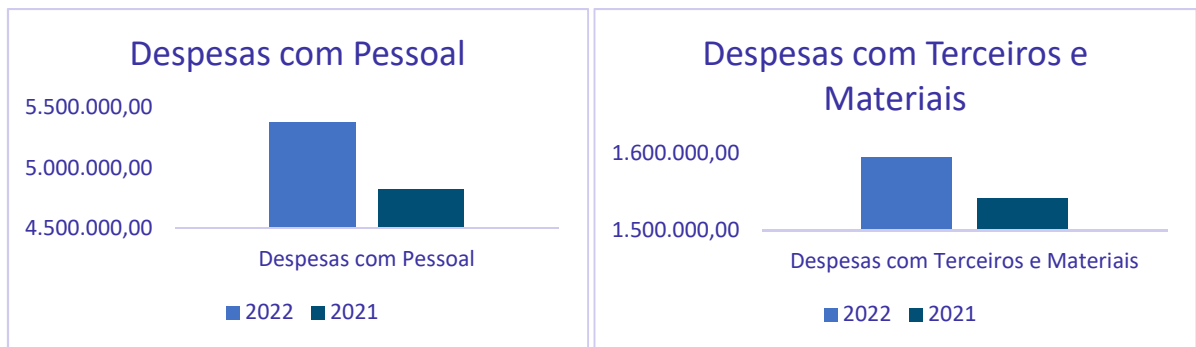 Despesas com Pessoal
5.500.000,00
5.000.000,00
4.500.000,00
Despesas com Pessoal
2022 2021
Despesas com Terceiros e
Materiais
1.600.000,00
1.500.000,00
Despesas com Terceiros e Materiais
2022 2021